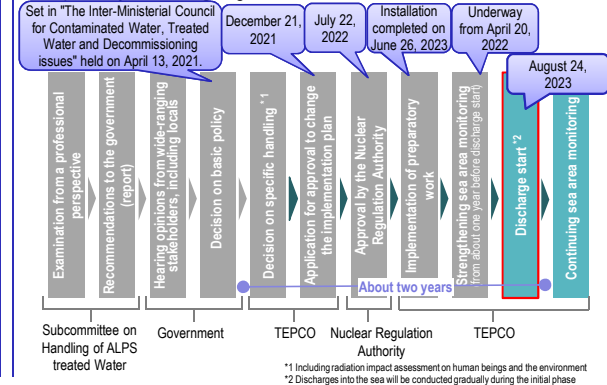 Set in "The Inter-Ministerial Council
for Contaminated Water, Treated
Water and Decommissioning
issues" held on April 13, 2021.
December 21,
2021
July 22,
2022
Installation
completed on
June 26, 2023
Underway
from April 20,
2022
August 24,
2023
Examination from a professional
perspective
Recommendations to the government
(report)
Hearing opinions from wide-ranging
stakeholders, including locals
Decision on basic policy
Decision on specific handling *1
Application for approval to change
the implementation plan
Approval by the Nuclear
Regulation Authority
Implementation of preparatory
work
Strengthening sea area monitoring
(from about one year before discharge start)
Discharge start *2
Continuing sea area monitoring
About two years
Subcommittee on
Handling of ALPS
treated Water
Government
TEPCO
Nuclear Regulation
Authority
TEPCO
*1 Including radiation impact assessment on human beings and the environment
*2 Discharges into the sea will be conducted gradually during the initial phase